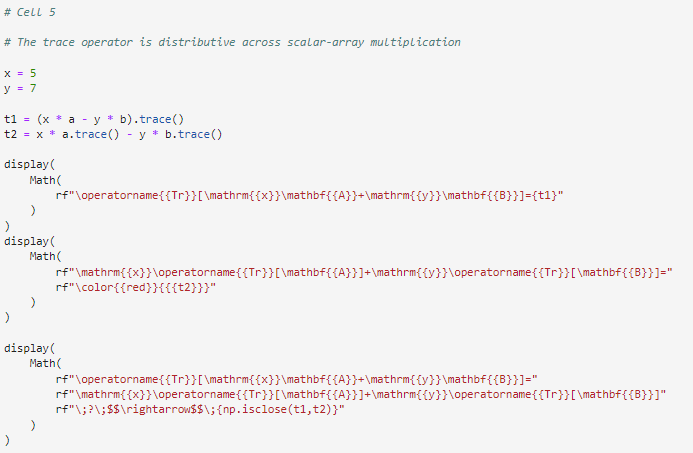 # Cell 5

# The trace operator is distributive across scalar-array multiplication

x = 5
y = 7

t1 = (x * a - y * b).trace()
t2 = x * a.trace() - y * b.trace()

display(
    Math(
        rf"\operatorname{{Tr}}[\mathrm{{x}}\mathbf{{A}}+\mathrm{{y}}\mathbf{{B}}]={t1}"
    )
)
display(
    Math(
        rf"\mathrm{{x}}\operatorname{{Tr}}[\mathbf{{A}}]+\mathrm{{y}}\operatorname{{Tr}}[\mathbf{{B}}]="
        rf"\color{{red}}{{{t2}}}"
    )
)

display(
    Math(
        rf"\operatorname{{Tr}}[\mathrm{{x}}\mathbf{{A}}+\mathrm{{y}}\mathbf{{B}}]="
        rf"\mathrm{{x}}\operatorname{{Tr}}[\mathbf{{A}}]+\mathrm{{y}}\operatorname{{Tr}}[\mathbf{{B}}]"
        rf"\;?\;$$\rightarrow$$\;{np.isclose(t1,t2)}"
    )
)